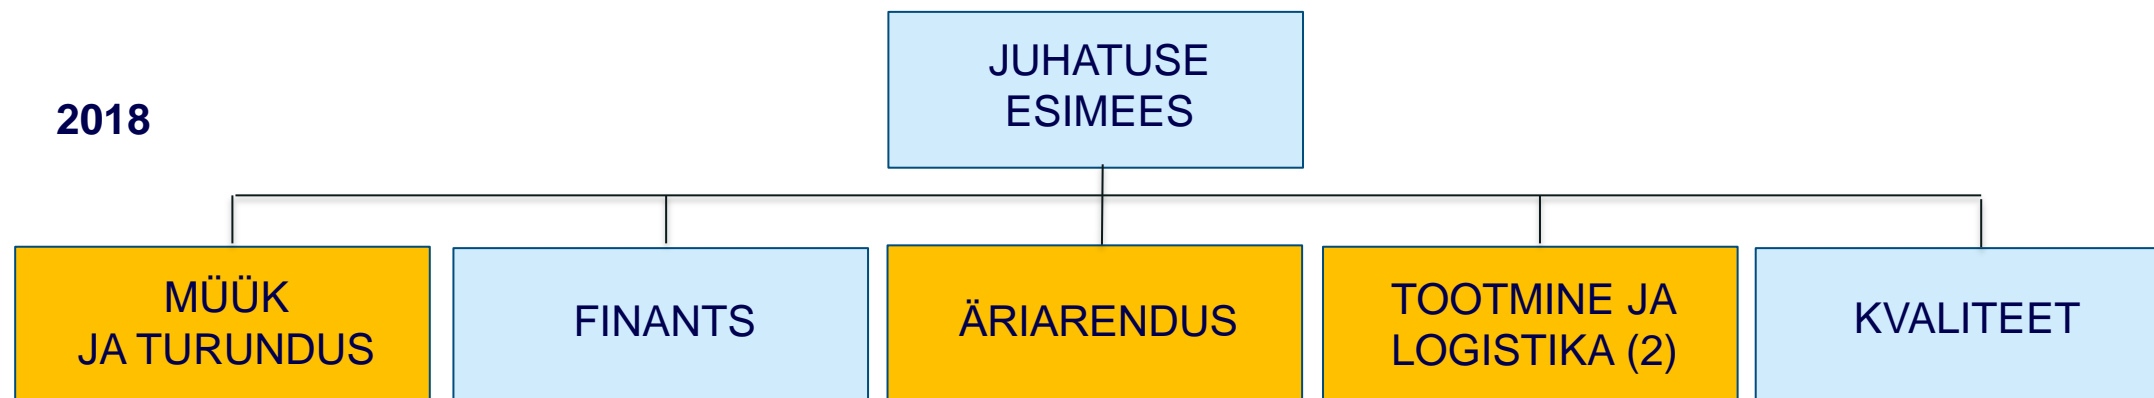 JUHATUSE
ESIMEES
2018
MÜÜK
JA TURUNDUS
FINANTS
ÄRIARENDUS
TOOTMINE JA
LOGISTIKA (2)
KVALITEET